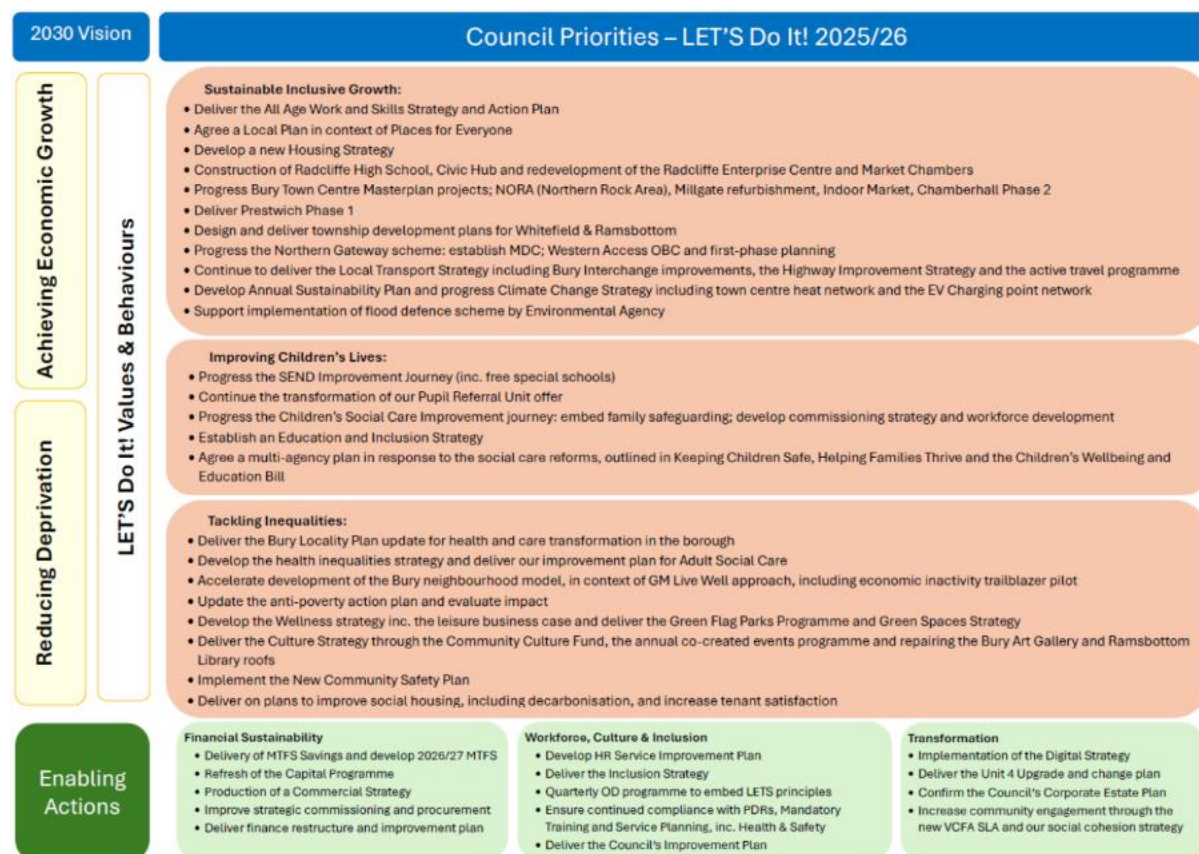 2030 Vision
Council Priorities – LET'S Do It! 2025/26
Achieving Economic Growth
Reducing Deprivation
LET'S Do It! Values & Behaviours
Sustainable Inclusive Growth:
• Deliver the All Age Work and Skills Strategy and Action Plan
• Agree a Local Plan in context of Places for Everyone
• Develop a new Housing Strategy
• Construction of Radcliffe High School, Civic Hub and redevelopment of the Radcliffe Enterprise Centre and Market Chambers
• Progress Bury Town Centre Masterplan projects; NORA (Northern Rock Area), Millgate refurbishment, Indoor Market, Chamberhall Phase 2
• Deliver Prestwich Phase 1
• Design and deliver township development plans for Whitefield & Ramsbottom
• Progress the Northern Gateway scheme: establish MDC; Western Access OBC and first-phase planning
• Continue to deliver the Local Transport Strategy including Bury Interchange improvements, the Highway Improvement Strategy and the active travel programme
• Develop Annual Sustainability Plan and progress Climate Change Strategy including town centre heat network and the EV Charging point network
• Support implementation of flood defence scheme by Environmental Agency
Improving Children's Lives:
• Progress the SEND Improvement Journey (inc. free special schools)
• Continue the transformation of our Pupil Referral Unit offer
• Progress the Children's Social Care Improvement journey: embed family safeguarding; develop commissioning strategy and workforce development
• Establish an Education and Inclusion Strategy
• Agree a multi-agency plan in response to the social care reforms, outlined in Keeping Children Safe, Helping Families Thrive and the Children's Wellbeing and
Education Bill
Tackling Inequalities:
• Deliver the Bury Locality Plan update for health and care transformation in the borough
• Develop the health inequalities strategy and deliver our improvement plan for Adult Social Care
• Accelerate development of the Bury neighbourhood model, in context of GM Live Well approach, including economic inactivity trailblazer pilot
• Update the anti-poverty action plan and evaluate impact
• Develop the Wellness strategy inc. the leisure business case and deliver the Green Flag Parks Programme and Green Spaces Strategy
• Deliver the Culture Strategy through the Community Culture Fund, the annual co-created events programme and repairing the Bury Art Gallery and Ramsbottom
Library roofs
• Implement the New Community Safety Plan
• Deliver on plans to improve social housing, including decarbonisation, and increase tenant satisfaction
Enabling
Actions
Financial Sustainability
• Delivery of MTFS Savings and develop 2026/27 MTFS
• Refresh of the Capital Programme
• Production of a Commercial Strategy
• Improve strategic commissioning and procurement
• Deliver finance restructure and improvement plan
Workforce, Culture & Inclusion
• Develop HR Service Improvement Plan
• Deliver the Inclusion Strategy
• Quarterly OD programme to embed LETS principles
• Ensure continued compliance with PDRs, Mandatory
Training and Service Planning, inc. Health & Safety
• Deliver the Council's Improvement Plan
Transformation
• Implementation of the Digital Strategy
• Deliver the Unit 4 Upgrade and change plan
• Confirm the Council's Corporate Estate Plan
• Increase community engagement through the
new VCFA SLA and our social cohesion strategy